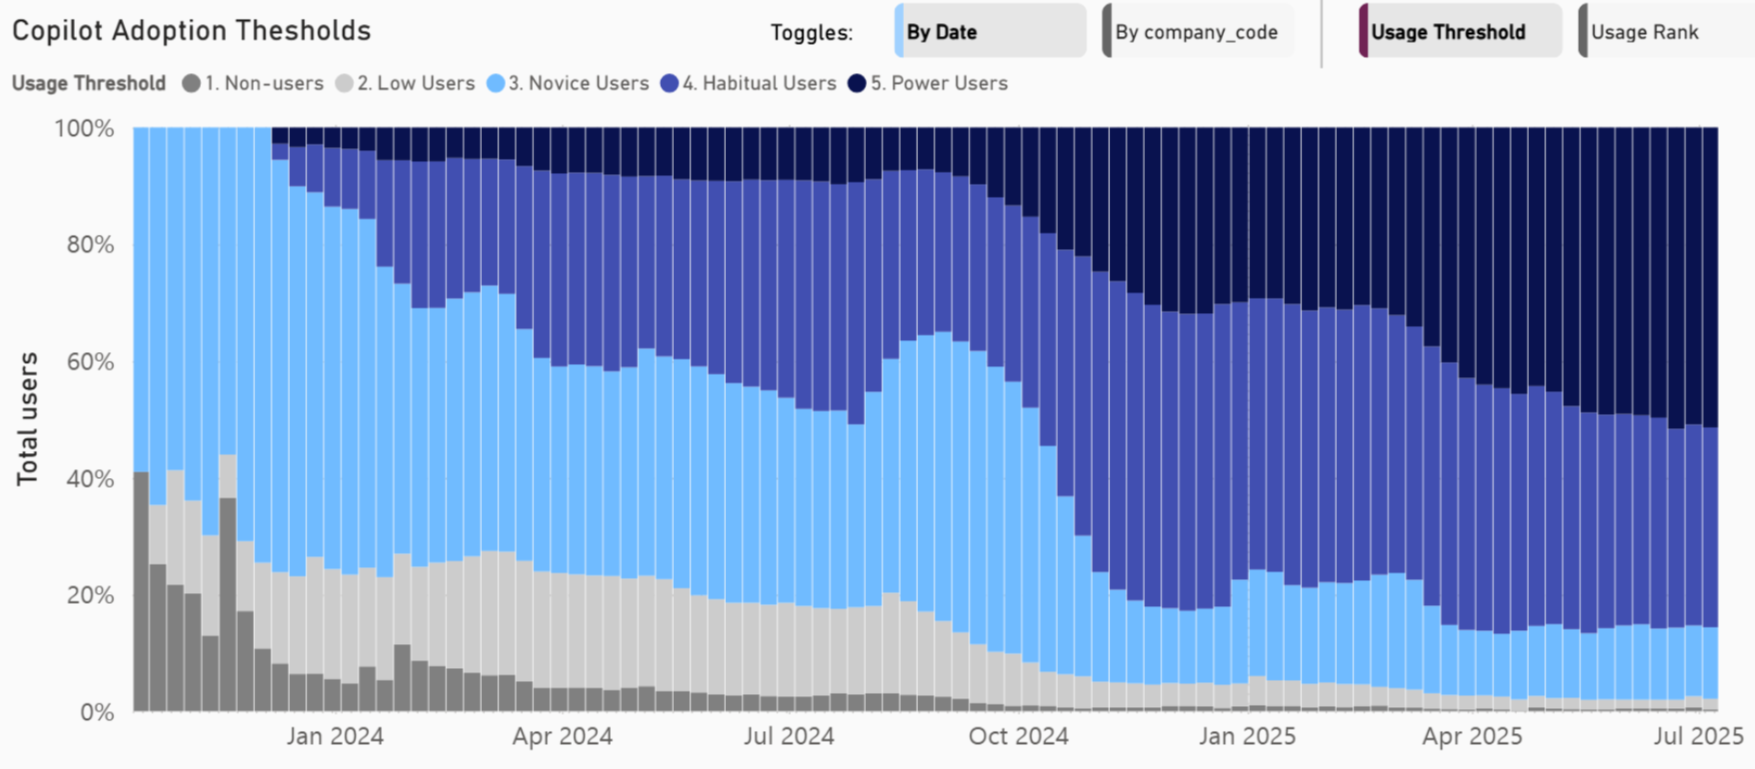 Copilot Adoption Thesholds
Toggles: By Date By company_code Usage Threshold Usage Rank
Usage Threshold 1. Non-users 2. Low Users 3. Novice Users 4. Habitual Users 5. Power Users
Total users
100%
80%
60%
40%
20%
0%
Jan 2024 Apr 2024 Jul 2024 Oct 2024 Jan 2025 Apr 2025 Jul 2025